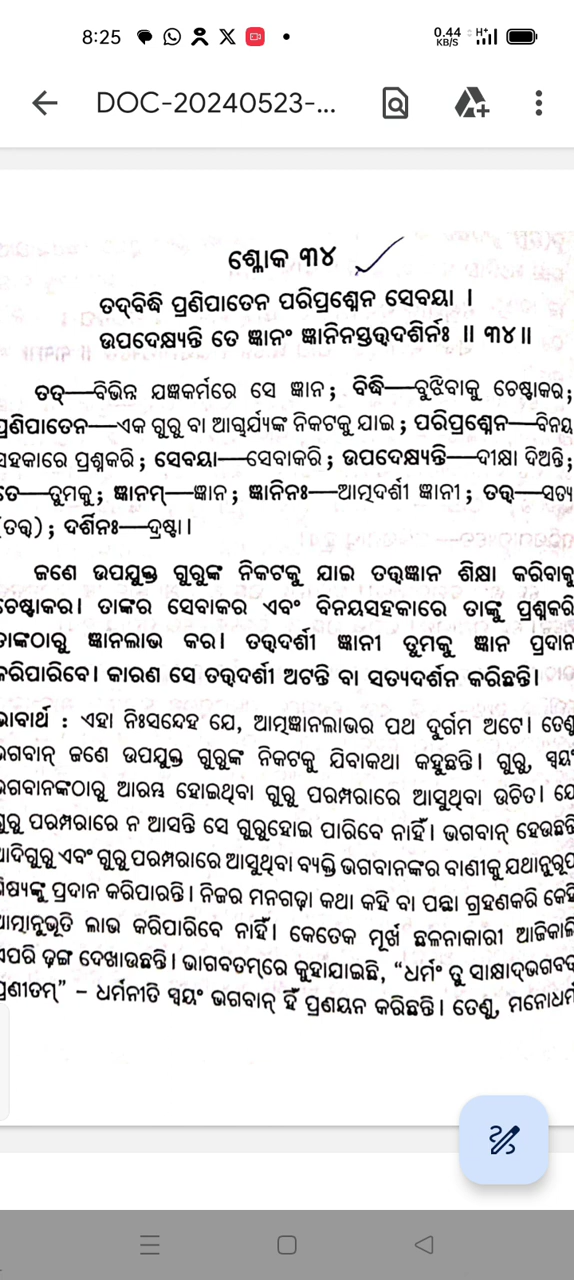 8:25
0.44 KB/S
H+
DOC-20240523-...
ଶ୍ଳୋକ ୩୪
ତଦ୍‌ବିଦ୍ଧି ପ୍ରଣିପାତେନ ପରିପ୍ରଶ୍ନେନ ସେବୟା ।
ଉପଦେକ୍ଷ୍ୟନ୍ତି ତେ ଜ୍ଞାନଂ ଜ୍ଞାନିନସ୍ତତ୍ତ୍ୱଦର୍ଶିନଃ ॥ ୩୪॥
ତତ୍—ବିଭିନ୍ନ ଯଜ୍ଞକର୍ମରେ ସେ ଜ୍ଞାନ; ବିଦ୍ଧି—ବୁଝିବାକୁ ଚେଷ୍ଟାକର;
ପ୍ରଣିପାତେନ—ଏକ ଗୁରୁ ବା ଆଚାର୍ଯ୍ୟଙ୍କ ନିକଟକୁ ଯାଇ; ପରିପ୍ରଶ୍ନେନ—ବିନୟ
ସହକାରେ ପ୍ରଶ୍ନକରି; ସେବୟା—ସେବାକରି; ଉପଦେକ୍ଷ୍ୟନ୍ତି—ଦୀକ୍ଷା ଦିଅନ୍ତି;
ତେ—ତୁମକୁ; ଜ୍ଞାନମ୍—ଜ୍ଞାନ; ଜ୍ଞାନିନଃ—ଆତ୍ମଦର୍ଶୀ ଜ୍ଞାନୀ; ତତ୍ତ୍ୱ—ସତ୍ୟ
(ତତ୍ତ୍ୱ); ଦର୍ଶିନଃ—ଦ୍ରଷ୍ଟା।
ଜଣେ ଉପଯୁକ୍ତ ଗୁରୁଙ୍କ ନିକଟକୁ ଯାଇ ତତ୍ତ୍ୱଜ୍ଞାନ ଶିକ୍ଷା କରିବାକୁ
ଚେଷ୍ଟାକର। ତାଙ୍କର ସେବାକର ଏବଂ ବିନୟସହକାରେ ତାଙ୍କୁ ପ୍ରଶ୍ନକରି
ତାଙ୍କଠାରୁ ଜ୍ଞାନଲାଭ କର। ତତ୍ତ୍ୱଦର୍ଶୀ ଜ୍ଞାନୀ ତୁମକୁ ଜ୍ଞାନ ପ୍ରଦାନ
କରିପାରିବେ। କାରଣ ସେ ତତ୍ତ୍ୱଦର୍ଶୀ ଅଟନ୍ତି ବା ସତ୍ୟଦର୍ଶନ କରିଛନ୍ତି।
ଭାବାର୍ଥ : ଏହା ନିଃସନ୍ଦେହ ଯେ, ଆତ୍ମଜ୍ଞାନଲାଭର ପଥ ଦୁର୍ଗମ ଅଟେ। ତେଣୁ
ଭଗବାନ୍ ଜଣେ ଉପଯୁକ୍ତ ଗୁରୁଙ୍କ ନିକଟକୁ ଯିବାକଥା କହୁଛନ୍ତି। ଗୁରୁ, ସ୍ୱୟଂ
ଭଗବାନଙ୍କଠାରୁ ଆରମ୍ଭ ହୋଇଥିବା ଗୁରୁ ପରମ୍ପରାରେ ଆସୁଥିବା ଉଚିତ। ଯେ
ଗୁରୁ ପରମ୍ପରାରେ ନ ଆସନ୍ତି ସେ ଗୁରୁହୋଇ ପାରିବେ ନାହିଁ। ଭଗବାନ୍ ହେଉଛନ୍ତି
ଆଦିଗୁରୁ ଏବଂ ଗୁରୁପରମ୍ପରାରେ ଆସୁଥିବା ବ୍ୟକ୍ତି ଭଗବାନଙ୍କର ବାଣୀକୁ ଯଥାନୁରୂପ
ଶିଷ୍ୟଙ୍କୁ ପ୍ରଦାନ କରିପାରନ୍ତି। ନିଜର ମନଗଢ଼ା କଥା କହି ବା ପନ୍ଥା ଗ୍ରହଣକରି କେହି
ଆତ୍ମାନୁଭୂତି ଲାଭ କରିପାରିବେ ନାହିଁ। କେତେକ ମୂର୍ଖ ଛଳନାକାରୀ ଆଜିକାଳି
ଏପରି ଢ଼ଙ୍ଗ ଦେଖାଉଛନ୍ତି। ଭାଗବତମ୍‌ରେ କୁହାଯାଇଛି, “ଧର୍ମଂ ତୁ ସାକ୍ଷାଦ୍‌ଭଗବତ୍
ପ୍ରଣୀତମ୍” – ଧର୍ମନୀତି ସ୍ୱୟଂ ଭଗବାନ୍ ହିଁ ପ୍ରଣୟନ କରିଛନ୍ତି। ତେଣୁ, ମନୋଧର୍ମ